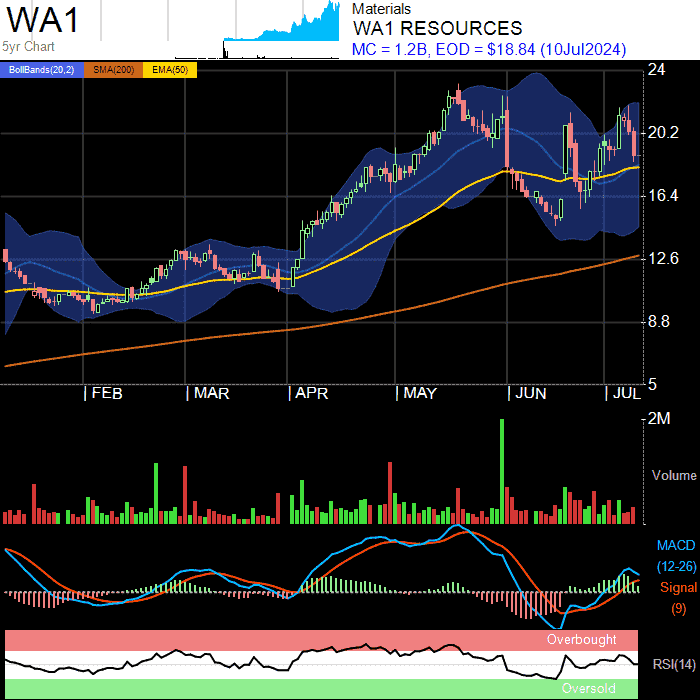 WA1
5yr Chart
Materials
WA1 RESOURCES
MC = 1.2B, EOD = $18.84 (10Jul2024)
BollBands(20,2) SMA(200) EMA(50)
24
20.2
16.4
12.6
8.8
5
| FEB | MAR | APR | MAY | JUN | JUL
2M
Volume
MACD
(12-26)
Signal
(9)
Overbought
RSI(14)
Oversold